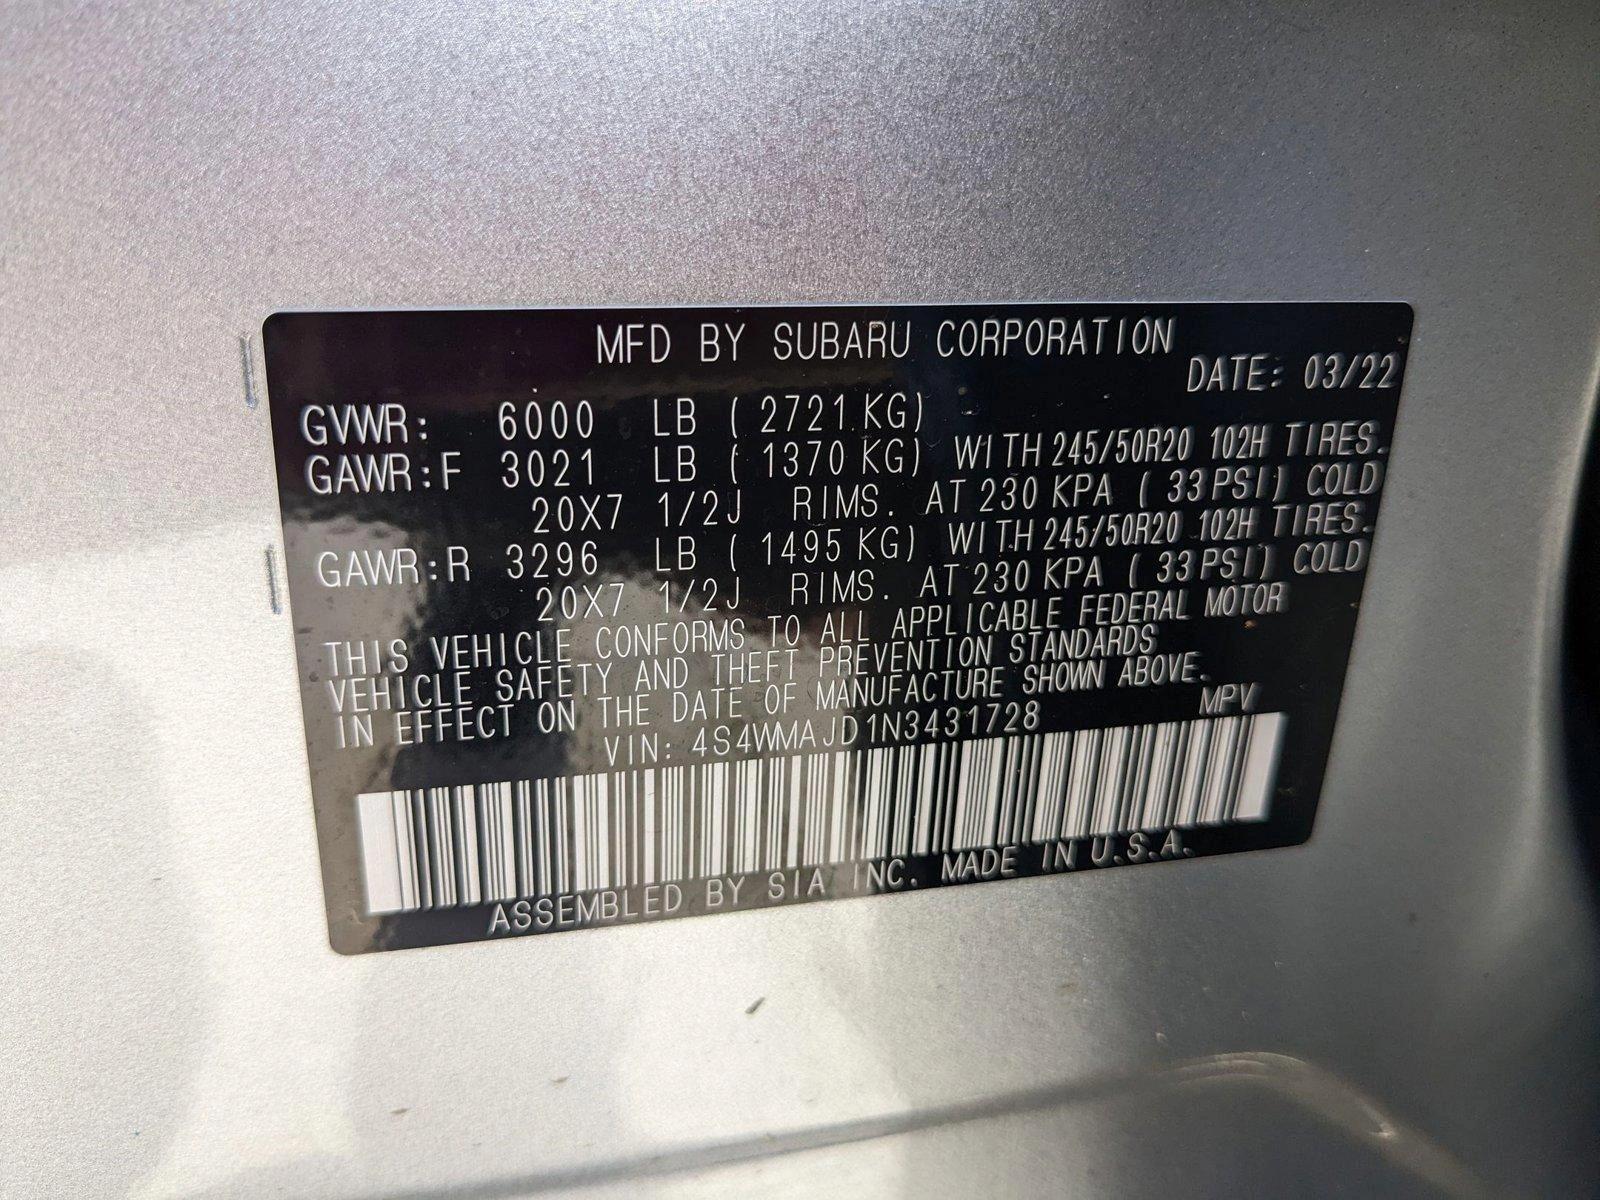 MFD BY SUBARU CORPORATION
DATE: 03/22
GVWR: 6000 LB ( 2721 KG)
GAWR:F 3021 LB ( 1370 KG) WITH 245/50R20 102H TIRES.
20X7 1/2J RIMS. AT 230 KPA ( 33 PSI) COLD
GAWR:R 3296 LB ( 1495 KG) WITH 245/50R20 102H TIRES.
20X7 1/2J RIMS. AT 230 KPA ( 33 PSI) COLD
THIS VEHICLE CONFORMS TO ALL APPLICABLE FEDERAL MOTOR
VEHICLE SAFETY AND THEFT PREVENTION STANDARDS
IN EFFECT ON THE DATE OF MANUFACTURE SHOWN ABOVE.
VIN: 4S4WMAJD1N3431728 MPV
ASSEMBLED BY SIA INC. MADE IN U.S.A.